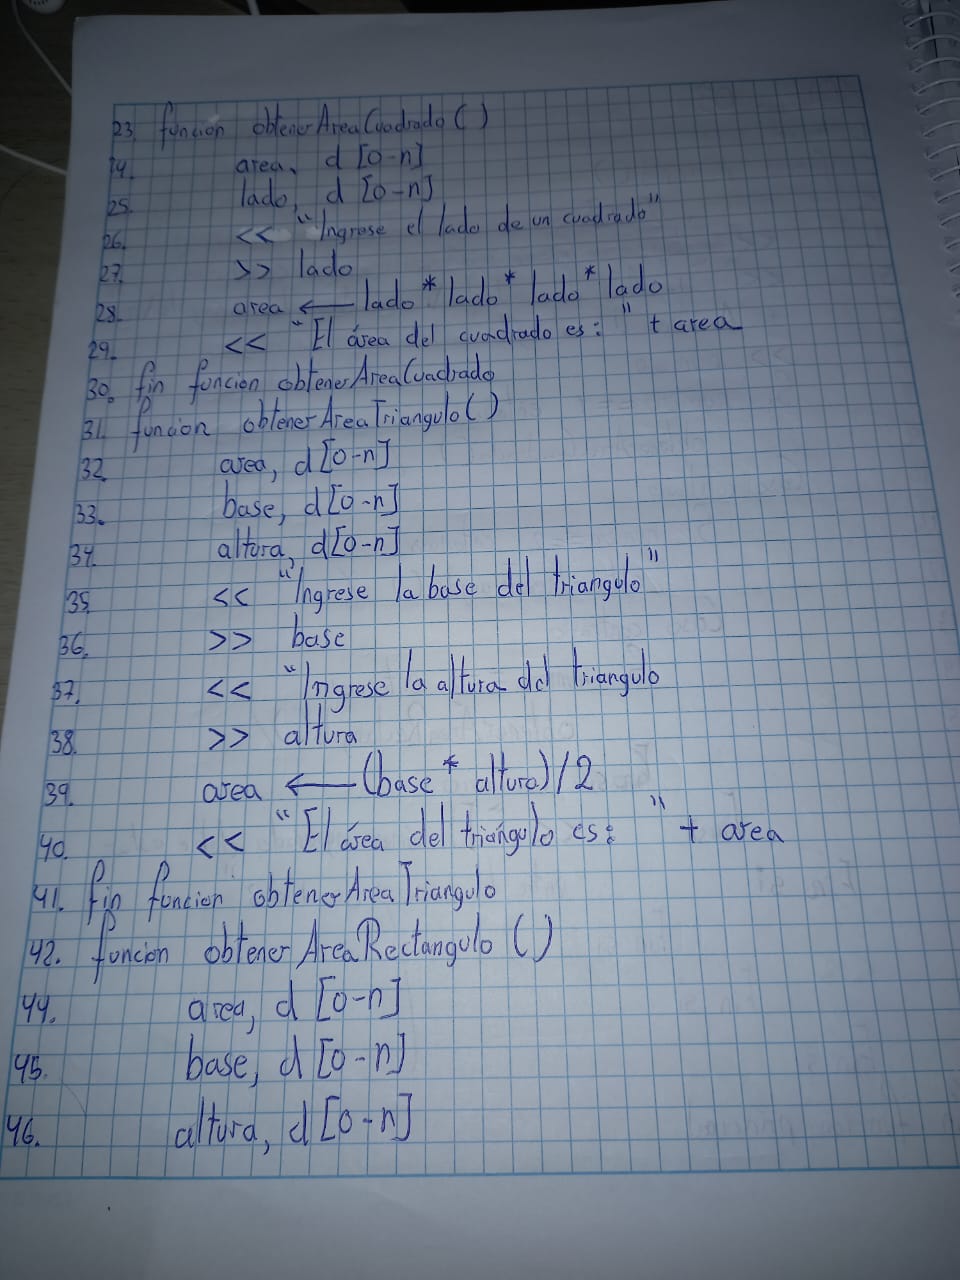 23. funcion obtenerAreaCuadrado()
24. area, d [0-n]
25. lado, d [0-n]
26. << "Ingrese el lado de un cuadrado"
27. >> lado
28. area ← lado * lado * lado * lado
29. << "El área del cuadrado es: " + area
30. fin funcion obtenerAreaCuadrado
31. funcion obtenerAreaTriangulo()
32. area, d [0-n]
33. base, d [0-n]
34. altura, d [0-n]
35. << "Ingrese la base del triangulo"
36. >> base
37. << "Ingrese la altura del triangulo
38. >> altura
39. area ← (base * altura)/2
40. << "El área del triángulo es: " + area
41. fin funcion obtenerAreaTriangulo
42. funcion obtenerAreaRectangulo()
44. area, d [0-n]
45. base, d [0-n]
46. altura, d [0-n]